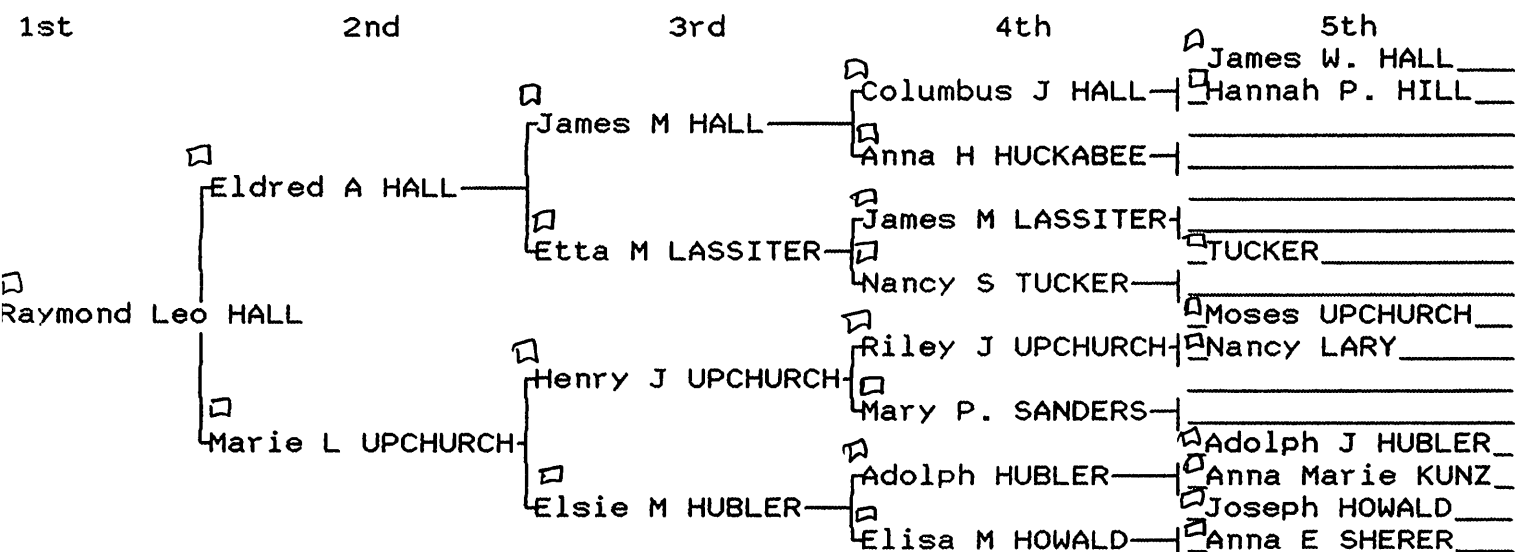 1st 2nd 3rd 4th 5th
James W. HALL
Columbus J HALL Hannah P. HILL
James M HALL
Anna H HUCKABEE
Eldred A HALL
James M LASSITER
Etta M LASSITER TUCKER
Nancy S TUCKER
Raymond Leo HALL Moses UPCHURCH
Riley J UPCHURCH Nancy LARY
Henry J UPCHURCH
Mary P. SANDERS
Marie L UPCHURCH Adolph J HUBLER
Adolph HUBLER Anna Marie KUNZ
Elsie M HUBLER Joseph HOWALD
Elisa M HOWALD Anna E SHERER